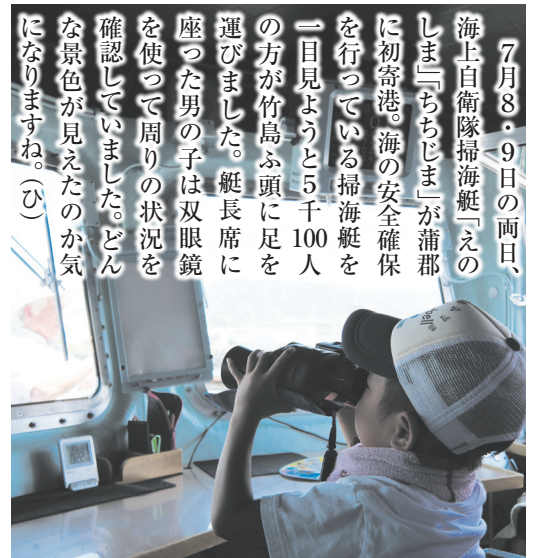 ７月８・９日の両日、
海上自衛隊掃海艇「えの
しま」「ちちじま」が蒲郡
に初寄港。海の安全確保
を行っている掃海艇を
一目見ようと５千100人
の方が竹島ふ頭に足を
運びました。艇長席に
座った男の子は双眼鏡
を使って周りの状況を
確認していました。どん
な景色が見えたのか気
になりますね。（ひ）
bell